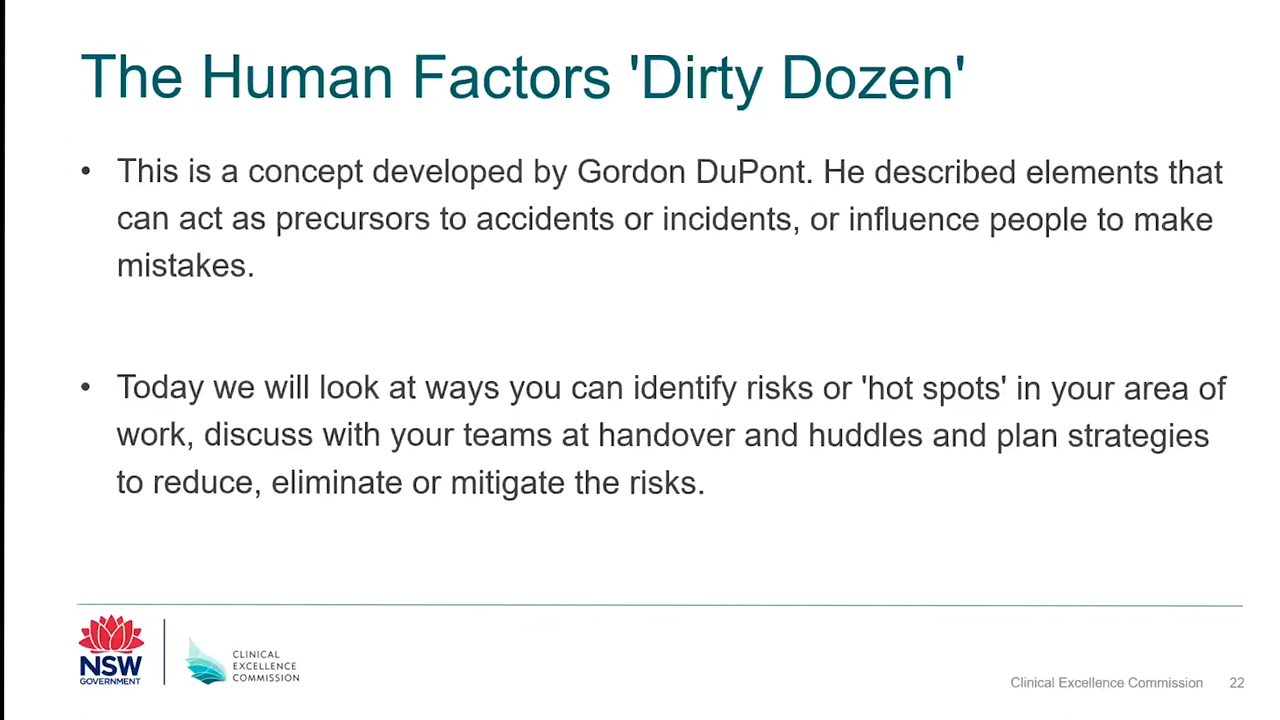 The Human Factors 'Dirty Dozen'
• This is a concept developed by Gordon DuPont. He described elements that
can act as precursors to accidents or incidents, or influence people to make
mistakes.
• Today we will look at ways you can identify risks or 'hot spots' in your area of
work, discuss with your teams at handover and huddles and plan strategies
to reduce, eliminate or mitigate the risks.
NSW
GOVERNMENT
CLINICAL
EXCELLENCE
COMMISSION
Clinical Excellence Commission 22